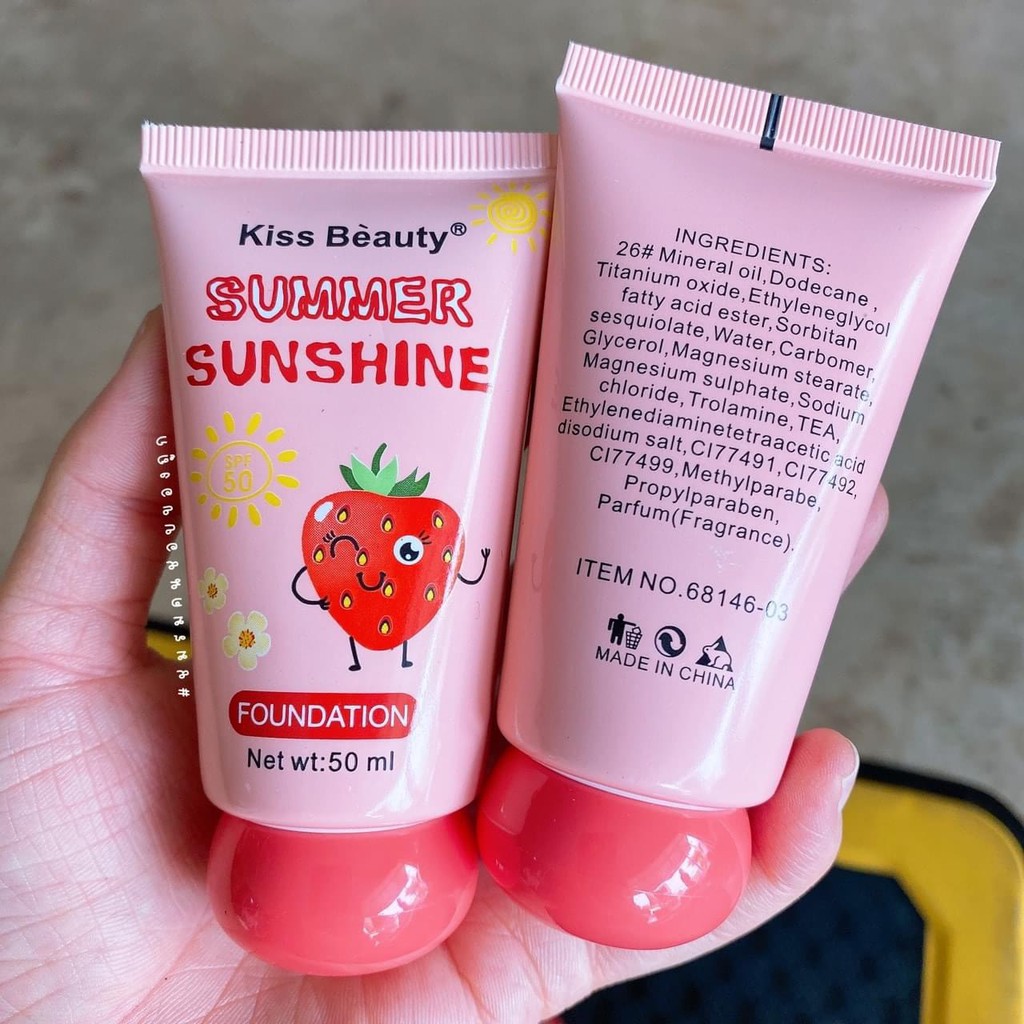 Kiss Bèauty®
SUMMER
SUNSHINE
SPF
50
FOUNDATION
Net wt:50 ml
INGREDIENTS:
26# Mineral oil,Dodecane,
Titanium oxide,Ethyleneglycol
fatty acid ester,Sorbitan
sesquiolate,Water,Carbomer,
Glycerol,Magnesium stearate,
Magnesium sulphate,Sodium
chloride,Trolamine,TEA,
Ethylenediaminetetraacetic acid
disodium salt,CI77491,CI77492,
CI77499,Methylparabe,
Propylparaben,
Parfum(Fragrance).
ITEM NO.68146-03
MADE IN CHINA